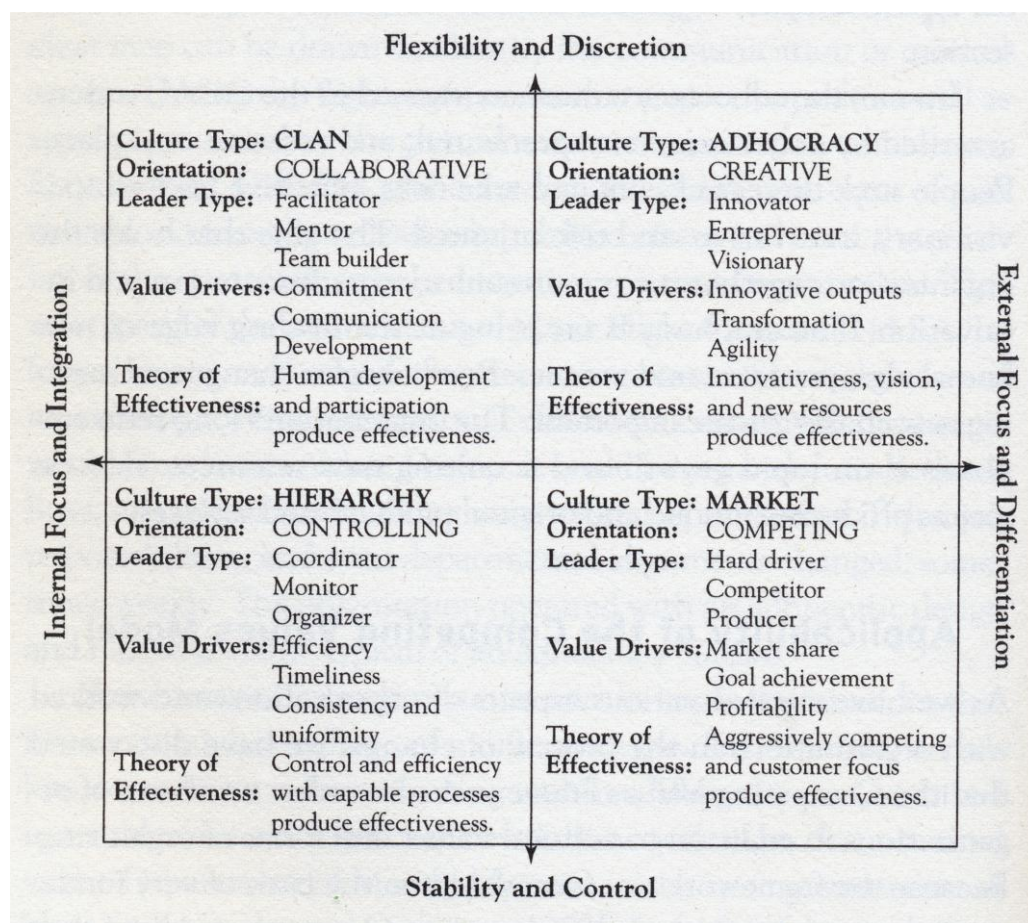 Flexibility and Discretion
Internal Focus and Integration
Culture Type: CLAN
Orientation: COLLABORATIVE
Leader Type: Facilitator
Mentor
Team builder
Value Drivers: Commitment
Communication
Development
Theory of Human development
Effectiveness: and participation
produce effectiveness.
Culture Type: ADHOCRACY
Orientation: CREATIVE
Leader Type: Innovator
Entrepreneur
Visionary
Value Drivers: Innovative outputs
Transformation
Agility
Theory of Innovativeness, vision,
Effectiveness: and new resources
produce effectiveness.
Culture Type: HIERARCHY
Orientation: CONTROLLING
Leader Type: Coordinator
Monitor
Organizer
Value Drivers: Efficiency
Timeliness
Consistency and
uniformity
Theory of Control and efficiency
Effectiveness: with capable processes
produce effectiveness.
Culture Type: MARKET
Orientation: COMPETING
Leader Type: Hard driver
Competitor
Producer
Value Drivers: Market share
Goal achievement
Profitability
Theory of Aggressively competing
Effectiveness: and customer focus
produce effectiveness.
External Focus and Differentiation
Stability and Control